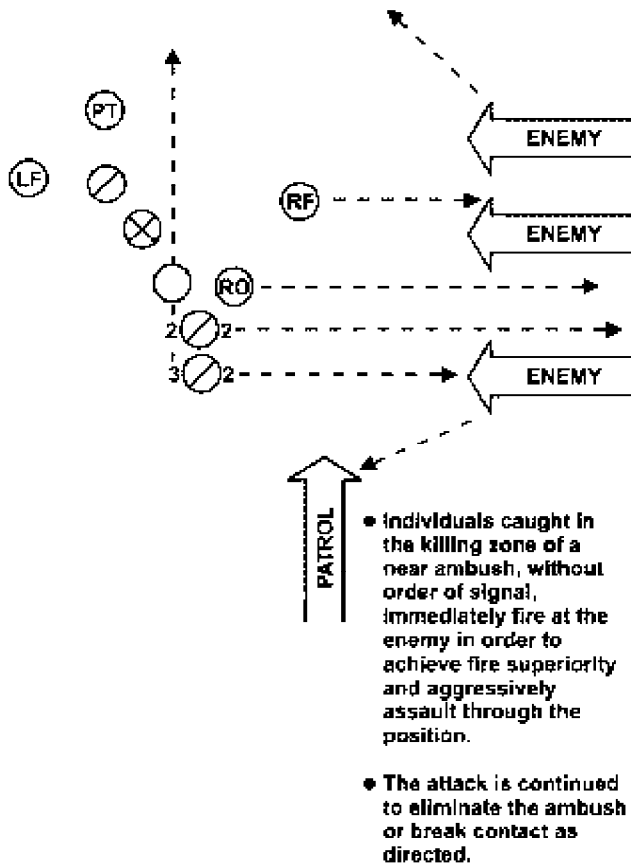 PT
ENEMY
LF
RF
ENEMY
RO
2 2
3 2
ENEMY
PATROL
● Individuals caught in
the killing zone of a
near ambush, without
order of signal,
immediately fire at the
enemy in order to
achieve fire superiority
and aggressively
assault through the
position.
● The attack is continued
to eliminate the ambush
or break contact as
directed.